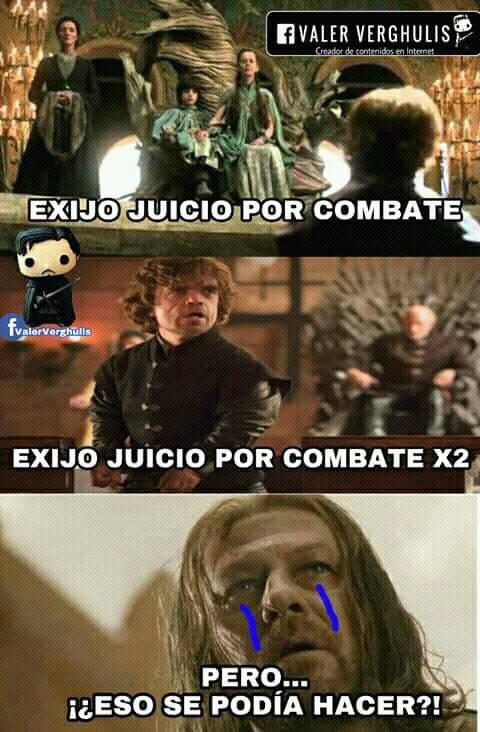 f VALER VERGHULIS
Creador de contenidos en Internet
EXIJO JUICIO POR COMBATE
f ValerVerghulis
EXIJO JUICIO POR COMBATE X2
PERO...
¡¿ESO SE PODÍA HACER?!